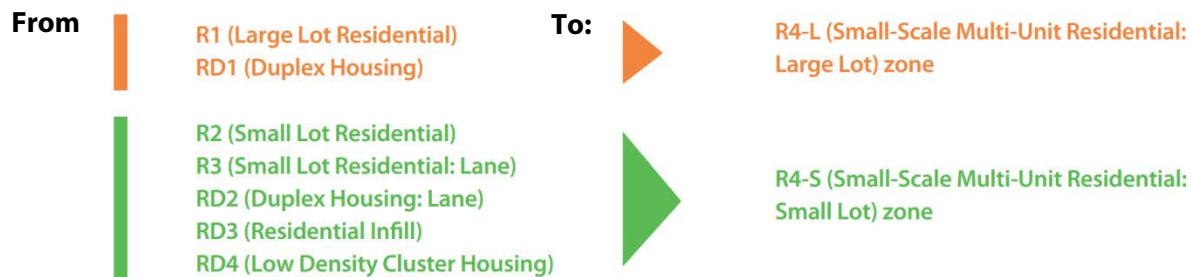 From
R1 (Large Lot Residential)
RD1 (Duplex Housing)
To:
R4-L (Small-Scale Multi-Unit Residential:
Large Lot) zone
R2 (Small Lot Residential)
R3 (Small Lot Residential: Lane)
RD2 (Duplex Housing: Lane)
RD3 (Residential Infill)
RD4 (Low Density Cluster Housing)
R4-S (Small-Scale Multi-Unit Residential:
Small Lot) zone